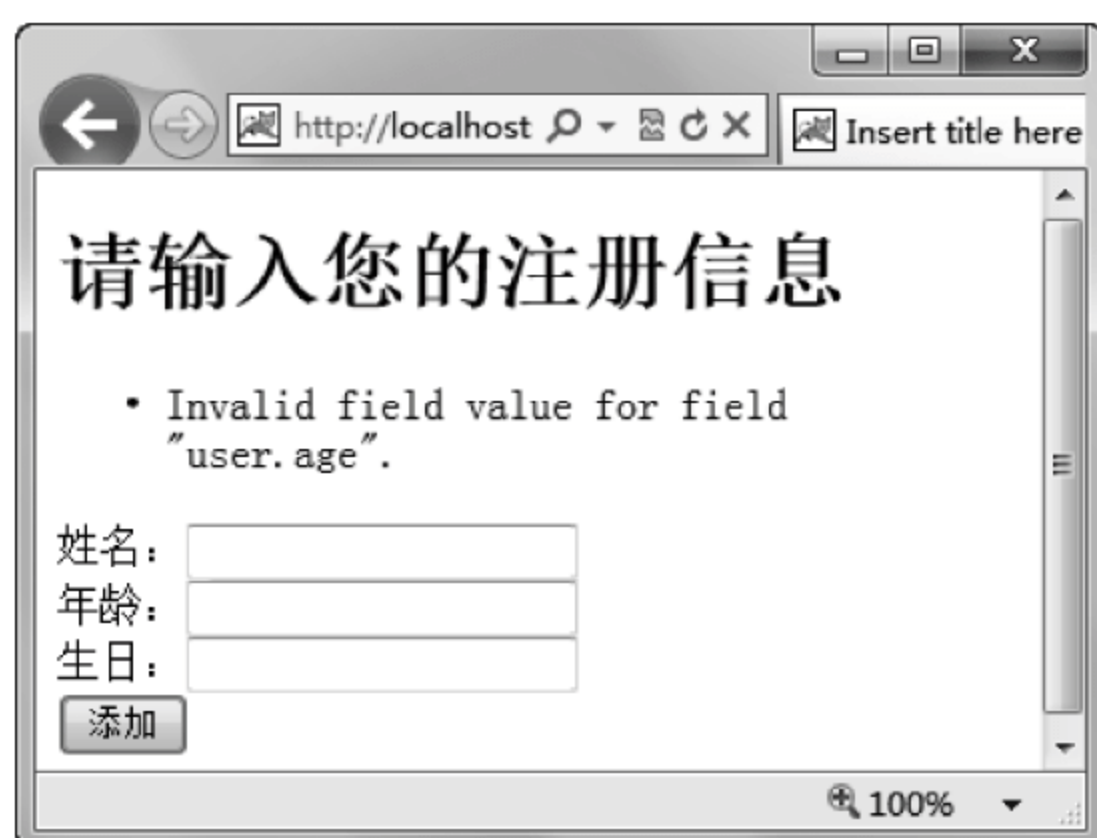 http://localhost
Insert title here
请输入您的注册信息
• Invalid field value for field
"user.age".
姓名：
年龄：
生日：
添加
100%